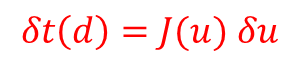 δt(d) = J(u) δu